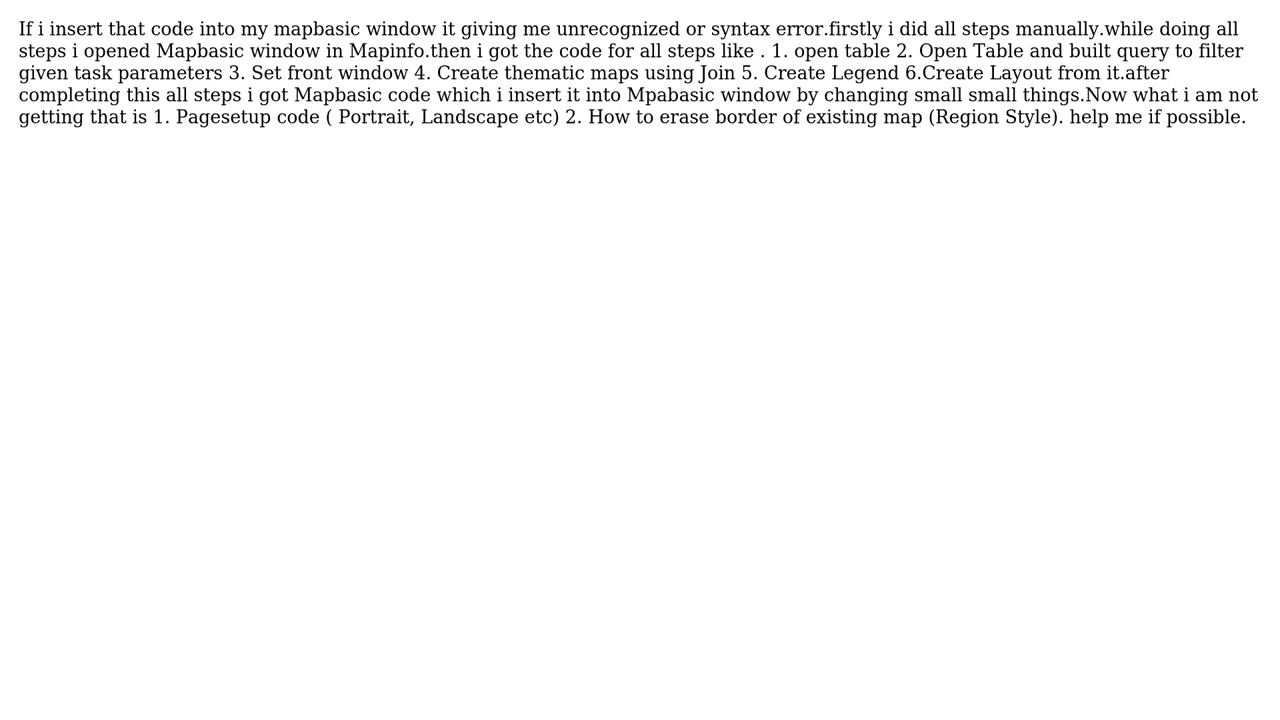 If i insert that code into my mapbasic window it giving me unrecognized or syntax error.firstly i did all steps manually.while doing all
steps i opened Mapbasic window in Mapinfo.then i got the code for all steps like . 1. open table 2. Open Table and built query to filter
given task parameters 3. Set front window 4. Create thematic maps using Join 5. Create Legend 6.Create Layout from it.after
completing this all steps i got Mapbasic code which i insert it into Mpabasic window by changing small small things.Now what i am not
getting that is 1. Pagesetup code ( Portrait, Landscape etc) 2. How to erase border of existing map (Region Style). help me if possible.